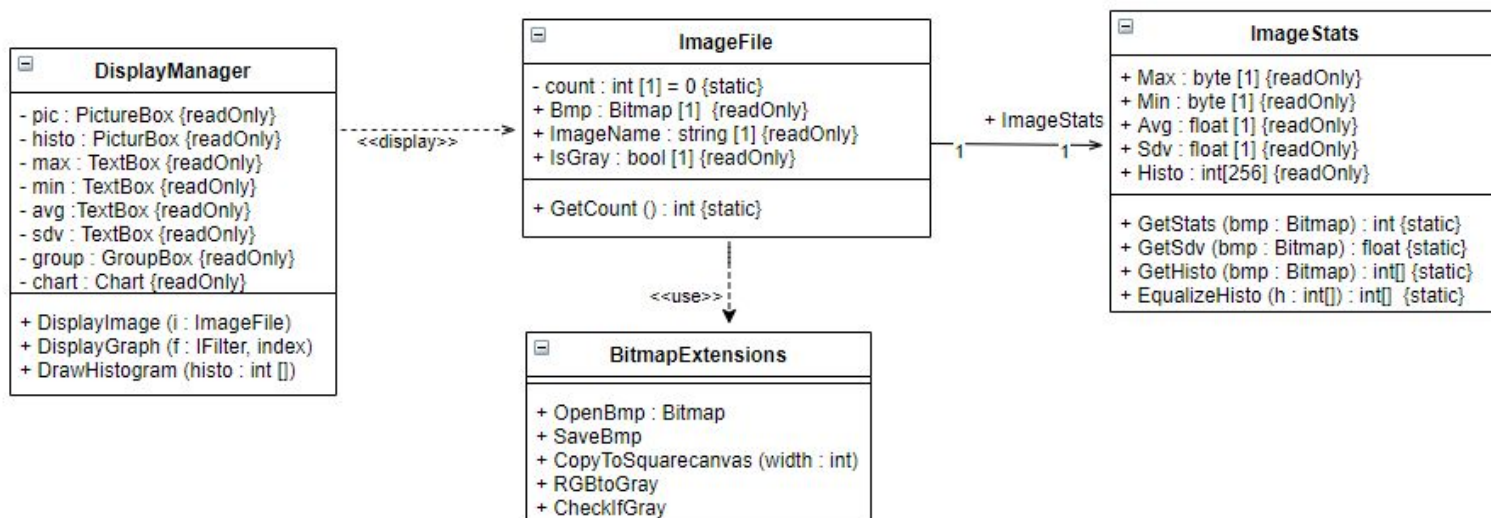 DisplayManager
- pic : PictureBox {readOnly}
- histo : PicturBox {readOnly}
- max : TextBox {readOnly}
- min : TextBox {readOnly}
- avg :TextBox {readOnly}
- sdv : TextBox {readOnly}
- group : GroupBox {readOnly}
- chart : Chart {readOnly}
+ DisplayImage (i : ImageFile)
+ DisplayGraph (f : IFilter, index)
+ DrawHistogram (histo : int [])
<<display>>
ImageFile
- count : int [1] = 0 {static}
+ Bmp : Bitmap [1] {readOnly}
+ ImageName : string [1] {readOnly}
+ IsGray : bool [1] {readOnly}
+ GetCount () : int {static}
+ ImageStats
1
1
ImageStats
+ Max : byte [1] {readOnly}
+ Min : byte [1] {readOnly}
+ Avg : float [1] {readOnly}
+ Sdv : float [1] {readOnly}
+ Histo : int[256] {readOnly}
+ GetStats (bmp : Bitmap) : int {static}
+ GetSdv (bmp : Bitmap) : float {static}
+ GetHisto (bmp : Bitmap) : int[] {static}
+ EqualizeHisto (h : int[]) : int[] {static}
<<use>>
BitmapExtensions
+ OpenBmp : Bitmap
+ SaveBmp
+ CopyToSquarecanvas (width : int)
+ RGBtoGray
+ CheckIfGray